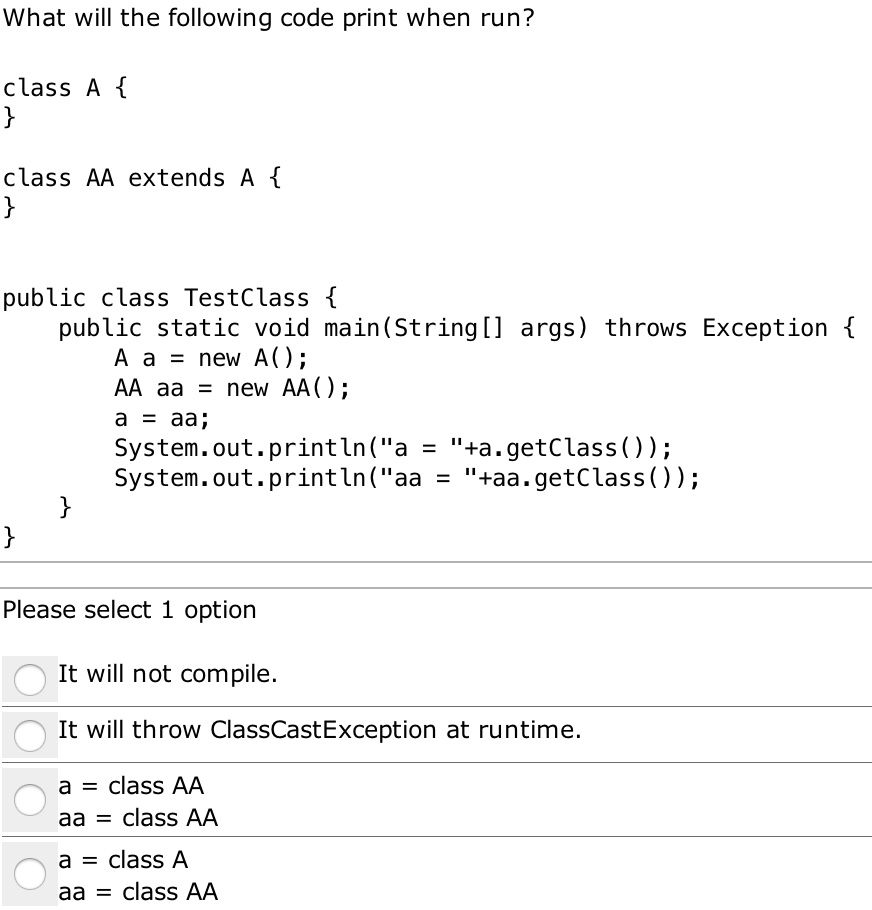 What will the following code print when run?
class A {
}
class AA extends A {
}
public class TestClass {
    public static void main(String[] args) throws Exception {
        A a = new A();
        AA aa = new AA();
        a = aa;
        System.out.println("a = "+a.getClass());
        System.out.println("aa = "+aa.getClass());
    }
}
Please select 1 option
It will not compile.
It will throw ClassCastException at runtime.
a = class AA
aa = class AA
a = class A
aa = class AA